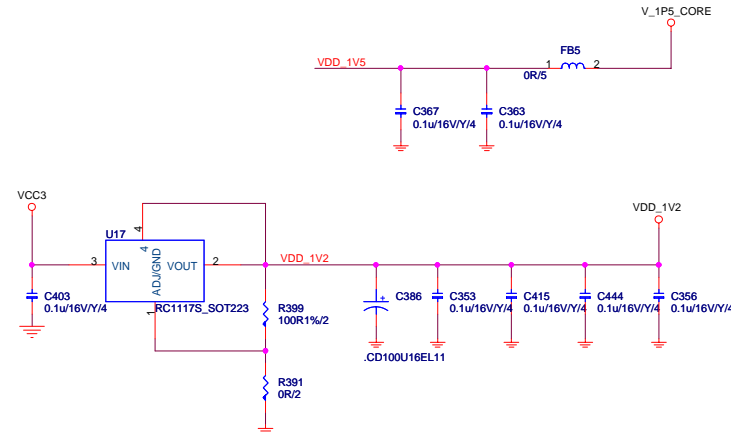 V_1P5_CORE
FB5
VDD_1V5
1
2
0R/5
C367
0.1u/16V/Y/4
C363
0.1u/16V/Y/4
VCC3
VDD_1V2
U17
4
4
3
VIN
VOUT
2
VDD_1V2
ADJ/GND
1
RC1117S_SOT223
C403
0.1u/16V/Y/4
R399
100R1%/2
C386
.CD100U16EL11
C353
0.1u/16V/Y/4
C415
0.1u/16V/Y/4
C444
0.1u/16V/Y/4
C356
0.1u/16V/Y/4
R391
0R/2